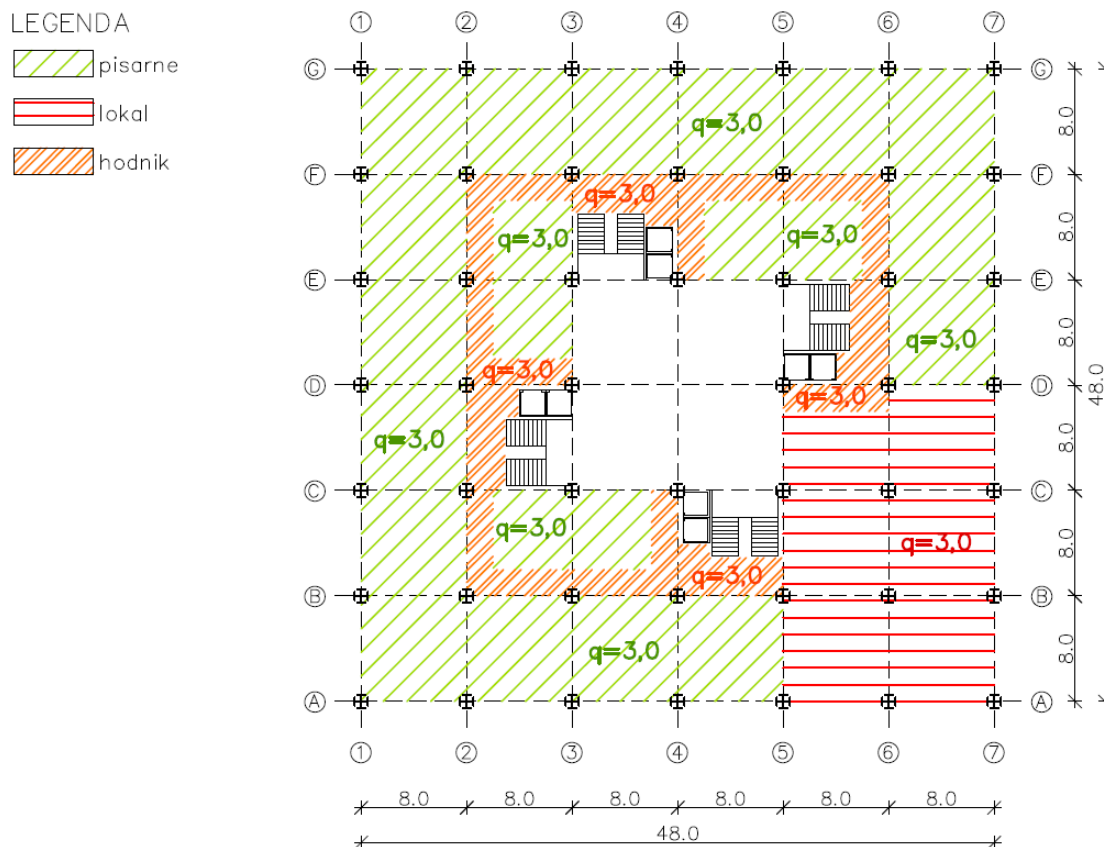 LEGENDA
pisarne
lokal
hodnik
1 2 3 4 5 6 7
G G
8.0
q=3,0
F F
q=3,0
q=3,0 q=3,0
8.0
E E
q=3,0
8.0
q=3,0
D D
q=3,0
48.0
q=3,0
8.0
C C
q=3,0 q=3,0
8.0
q=3,0
B B
q=3,0
8.0
A A
1 2 3 4 5 6 7
8.0 8.0 8.0 8.0 8.0 8.0
48.0